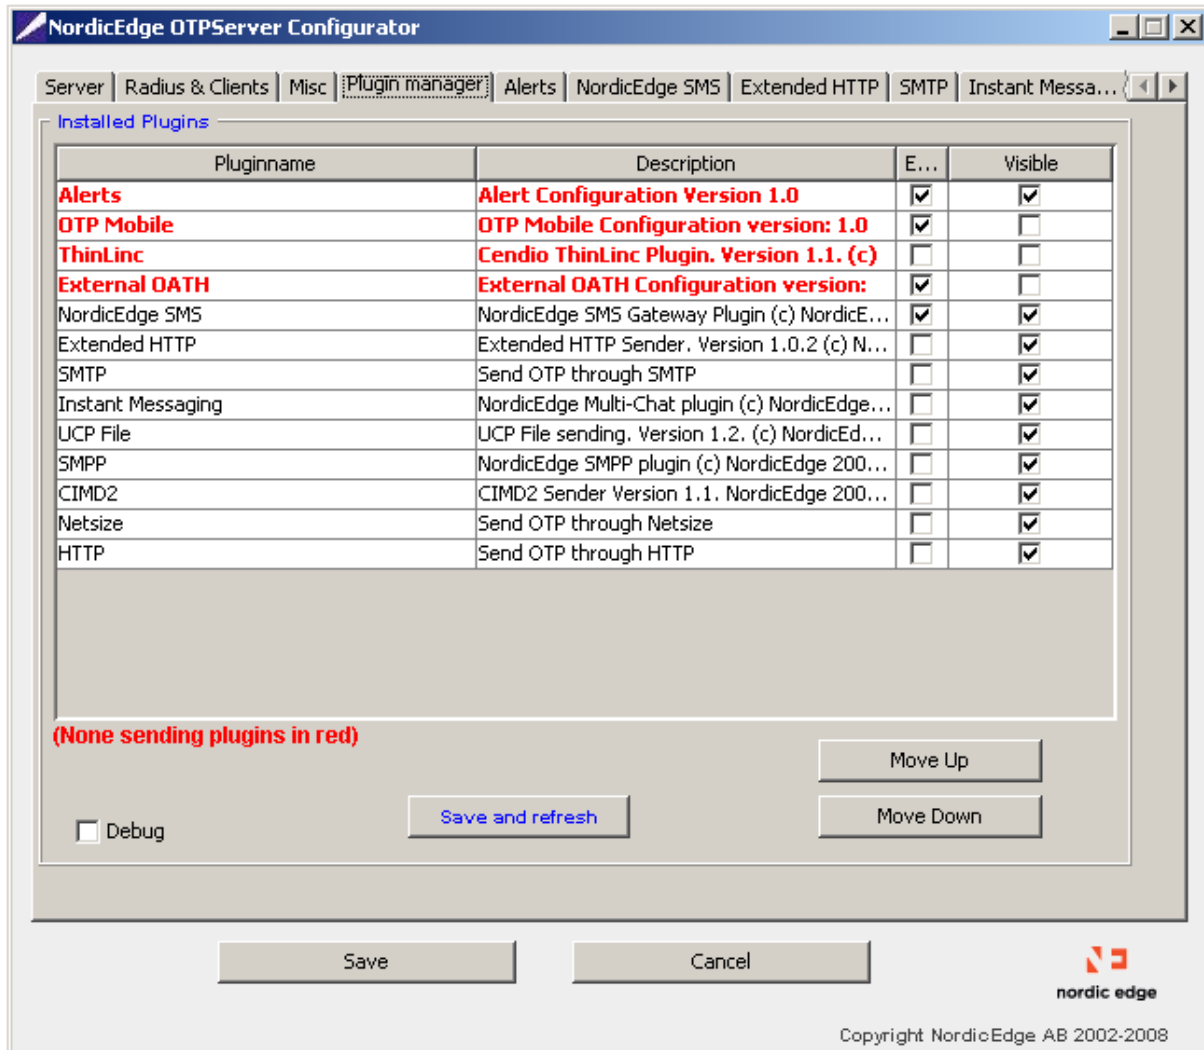 NordicEdge OTPServer Configurator
Server Radius & Clients Misc Plugin manager Alerts NordicEdge SMS Extended HTTP SMTP Instant Messa...
Installed Plugins
Pluginname Description E... Visible
Alerts Alert Configuration Version 1.0
OTP Mobile OTP Mobile Configuration version: 1.0
ThinLinc Cendio ThinLinc Plugin. Version 1.1. (c)
External OATH External OATH Configuration version:
NordicEdge SMS NordicEdge SMS Gateway Plugin (c) NordicE...
Extended HTTP Extended HTTP Sender. Version 1.0.2 (c) N...
SMTP Send OTP through SMTP
Instant Messaging NordicEdge Multi-Chat plugin (c) NordicEdge...
UCP File UCP File sending. Version 1.2. (c) NordicEd...
SMPP NordicEdge SMPP plugin (c) NordicEdge 200...
CIMD2 CIMD2 Sender Version 1.1. NordicEdge 200...
Netsize Send OTP through Netsize
HTTP Send OTP through HTTP
(None sending plugins in red)
Move Up
Debug Save and refresh Move Down
Save Cancel
nordic edge
Copyright NordicEdge AB 2002-2008